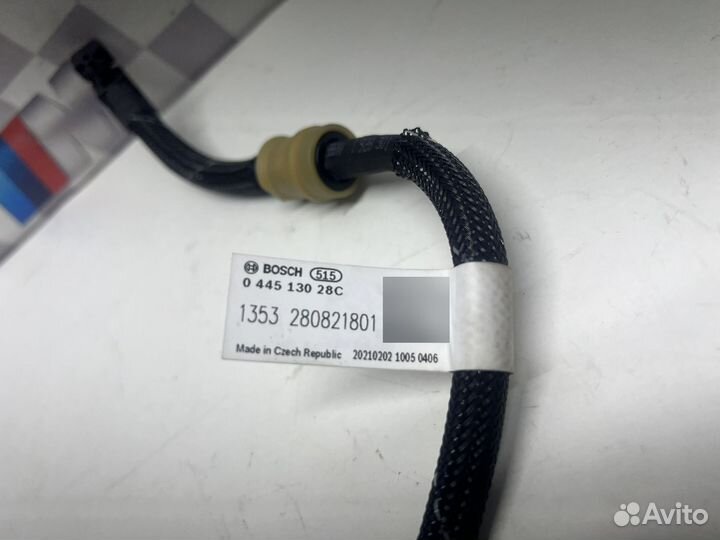 BOSCH 515
0 445 130 28C
1353 280821801
Made in Czech Republic 20210202 1005 0406
Avito